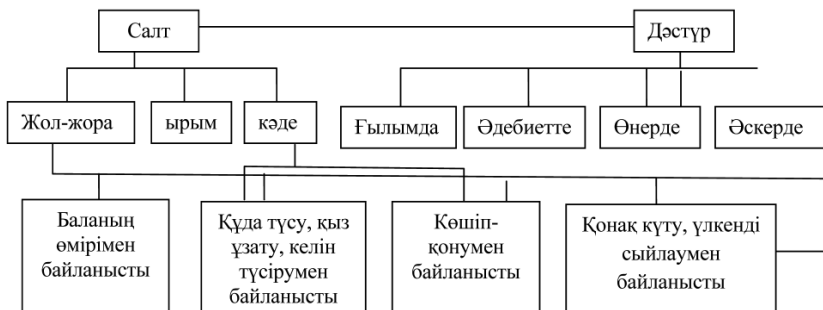 Салт
Дәстүр
Жол-жора
ырым
кәде
Ғылымда
Әдебиетте
Өнерде
Әскерде
Баланың
өмірімен
байланысты
Құда түсу, қыз
ұзату, келін
түсірумен
байланысты
Көшіп-
қонумен
байланысты
Қонақ күту, үлкенді
сыйлаумен
байланысты